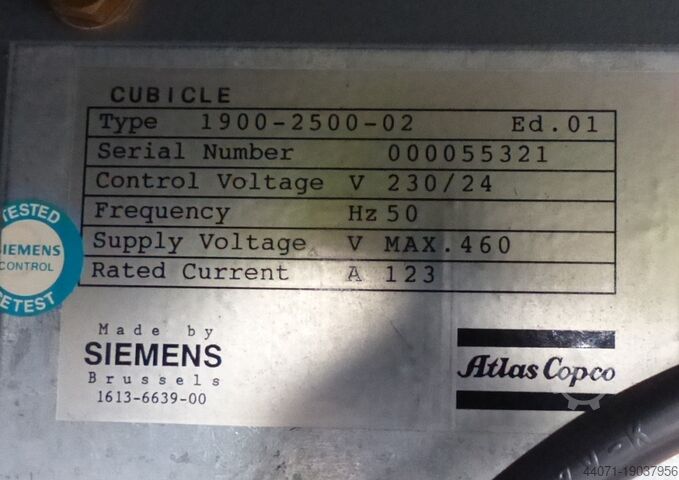 CUBICLE
Type 1900-2500-02 Ed.01
Serial Number 000055321
Control Voltage V 230/24
Frequency Hz 50
Supply Voltage V MAX.460
Rated Current A 123
TESTED
SIEMENS
CONTROL
GETEST
Made by
SIEMENS
Brussels
1613-6639-00
Atlas Copco
44071-19037956